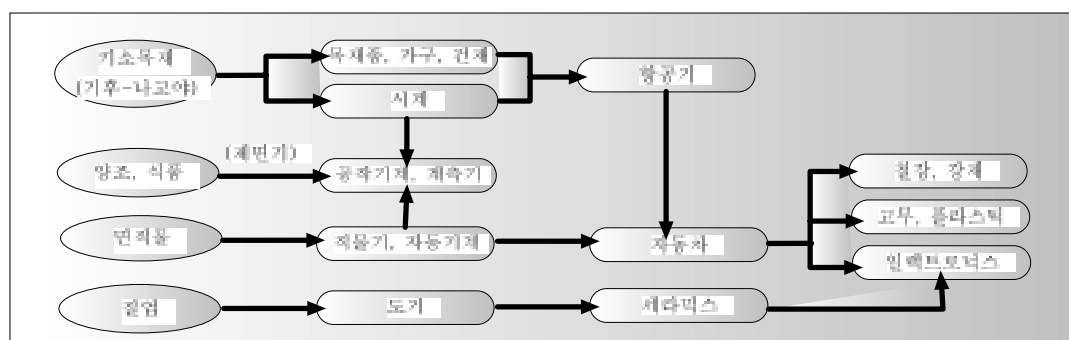 기소목재
(기후-나고야)
목재종, 가구, 건재
시계
항공기
양조, 식품
(제면기)
공작기계, 계측기
철강, 강재
면직물
직물기, 자동기계
자동차
고무, 플라스틱
일렉트로닉스
요업
도기
세라믹스